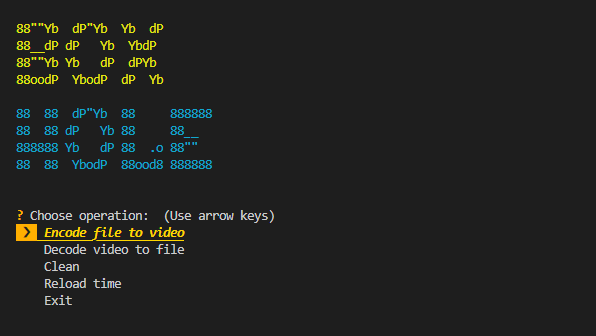 88""Yb  dP"Yb  Yb  dP
88__dP dP   Yb  YbdP
88""Yb Yb   dP  dPYb
88oodP  YbodP  dP  Yb
88  88  dP"Yb  88     888888
88  88 dP   Yb 88     88__
888888 Yb   dP 88  .o 88""
88  88  YbodP  88ood8 888888
? Choose operation:  (Use arrow keys)
❯ Encode file to video
Decode video to file
Clean
Reload time
Exit